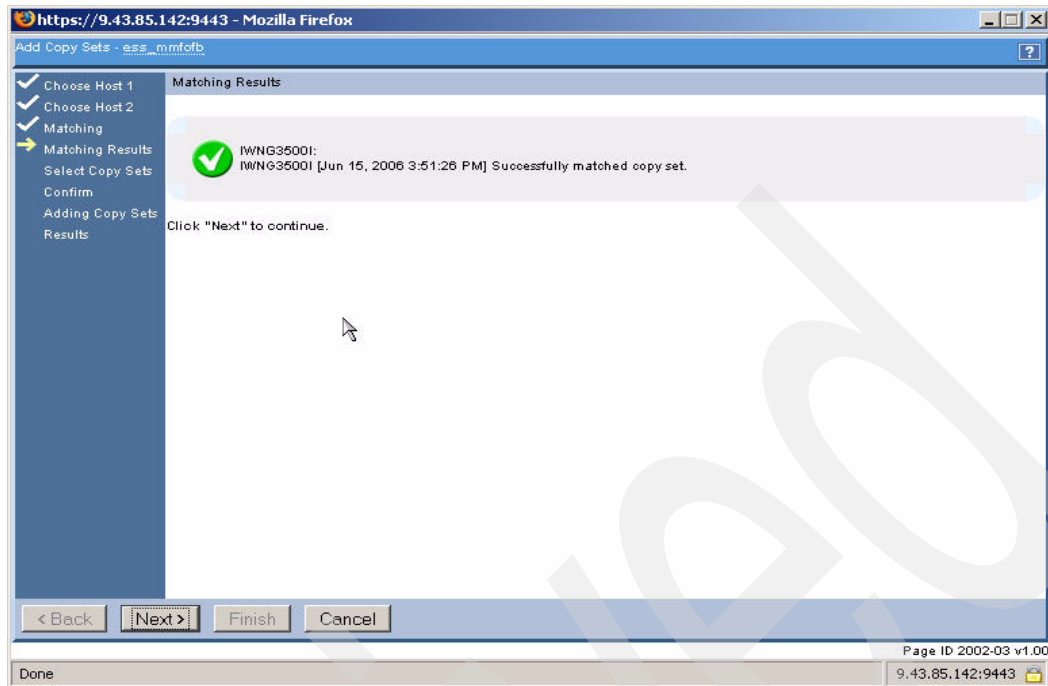 https://9.43.85.142:9443 - Mozilla Firefox
Add Copy Sets - ess_mmfofb
?
Choose Host 1
Choose Host 2
Matching
Matching Results
Select Copy Sets
Confirm
Adding Copy Sets
Results
Matching Results
IWNG3500I:
IWNG3500I [Jun 15, 2006 3:51:26 PM] Successfully matched copy set.
Click "Next" to continue.
< Back
Next >
Finish
Cancel
Page ID 2002-03 v1.00
Done
9.43.85.142:9443